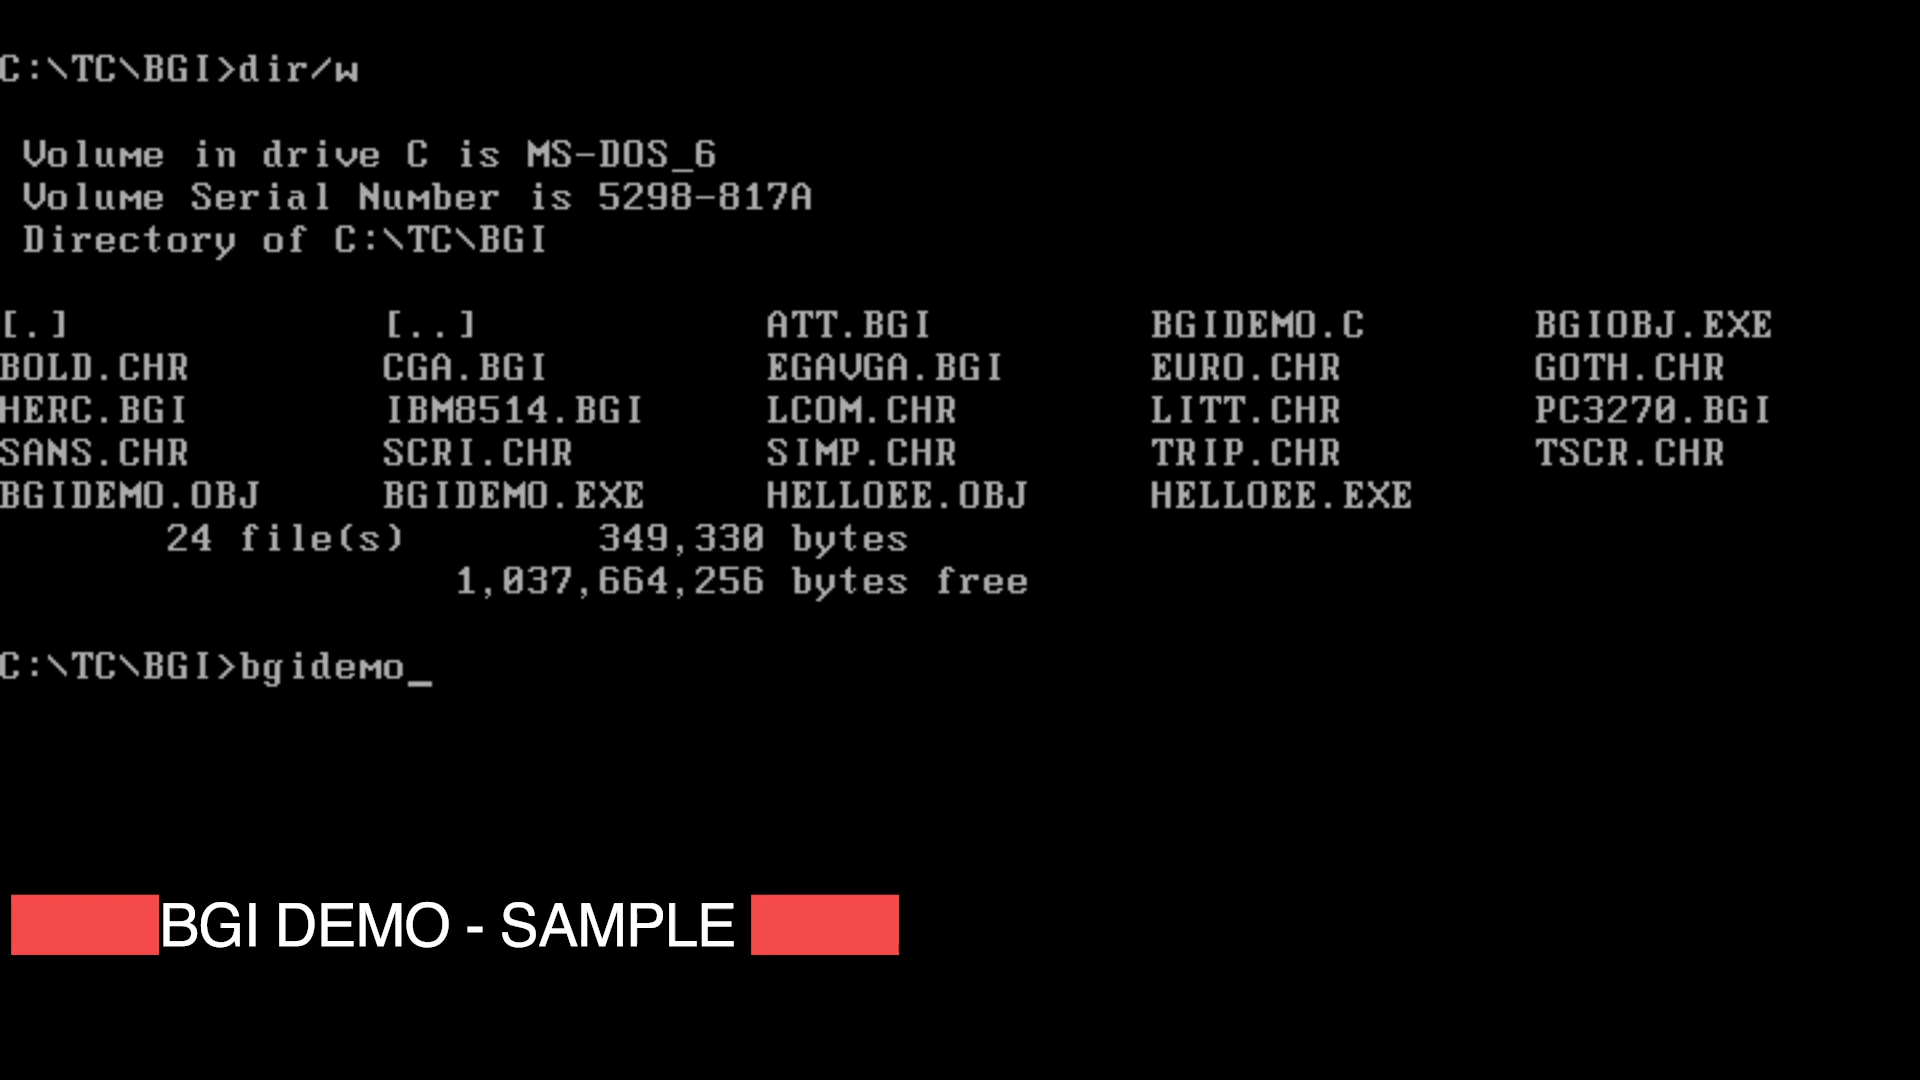 C:\TC\BGI>dir/w
Volume in drive C is MS-DOS_6
Volume Serial Number is 5298-817A
Directory of C:\TC\BGI
[.] [..] ATT.BGI BGIDEMO.C BGIOBJ.EXE
BOLD.CHR CGA.BGI EGAVGA.BGI EURO.CHR GOTH.CHR
HERC.BGI IBM8514.BGI LCOM.CHR LITT.CHR PC3270.BGI
SANS.CHR SCRI.CHR SIMP.CHR TRIP.CHR TSCR.CHR
BGIDEMO.OBJ BGIDEMO.EXE HELLOEE.OBJ HELLOEE.EXE
24 file(s) 349,330 bytes
1,037,664,256 bytes free
C:\TC\BGI>bgidemo_
BGI DEMO - SAMPLE